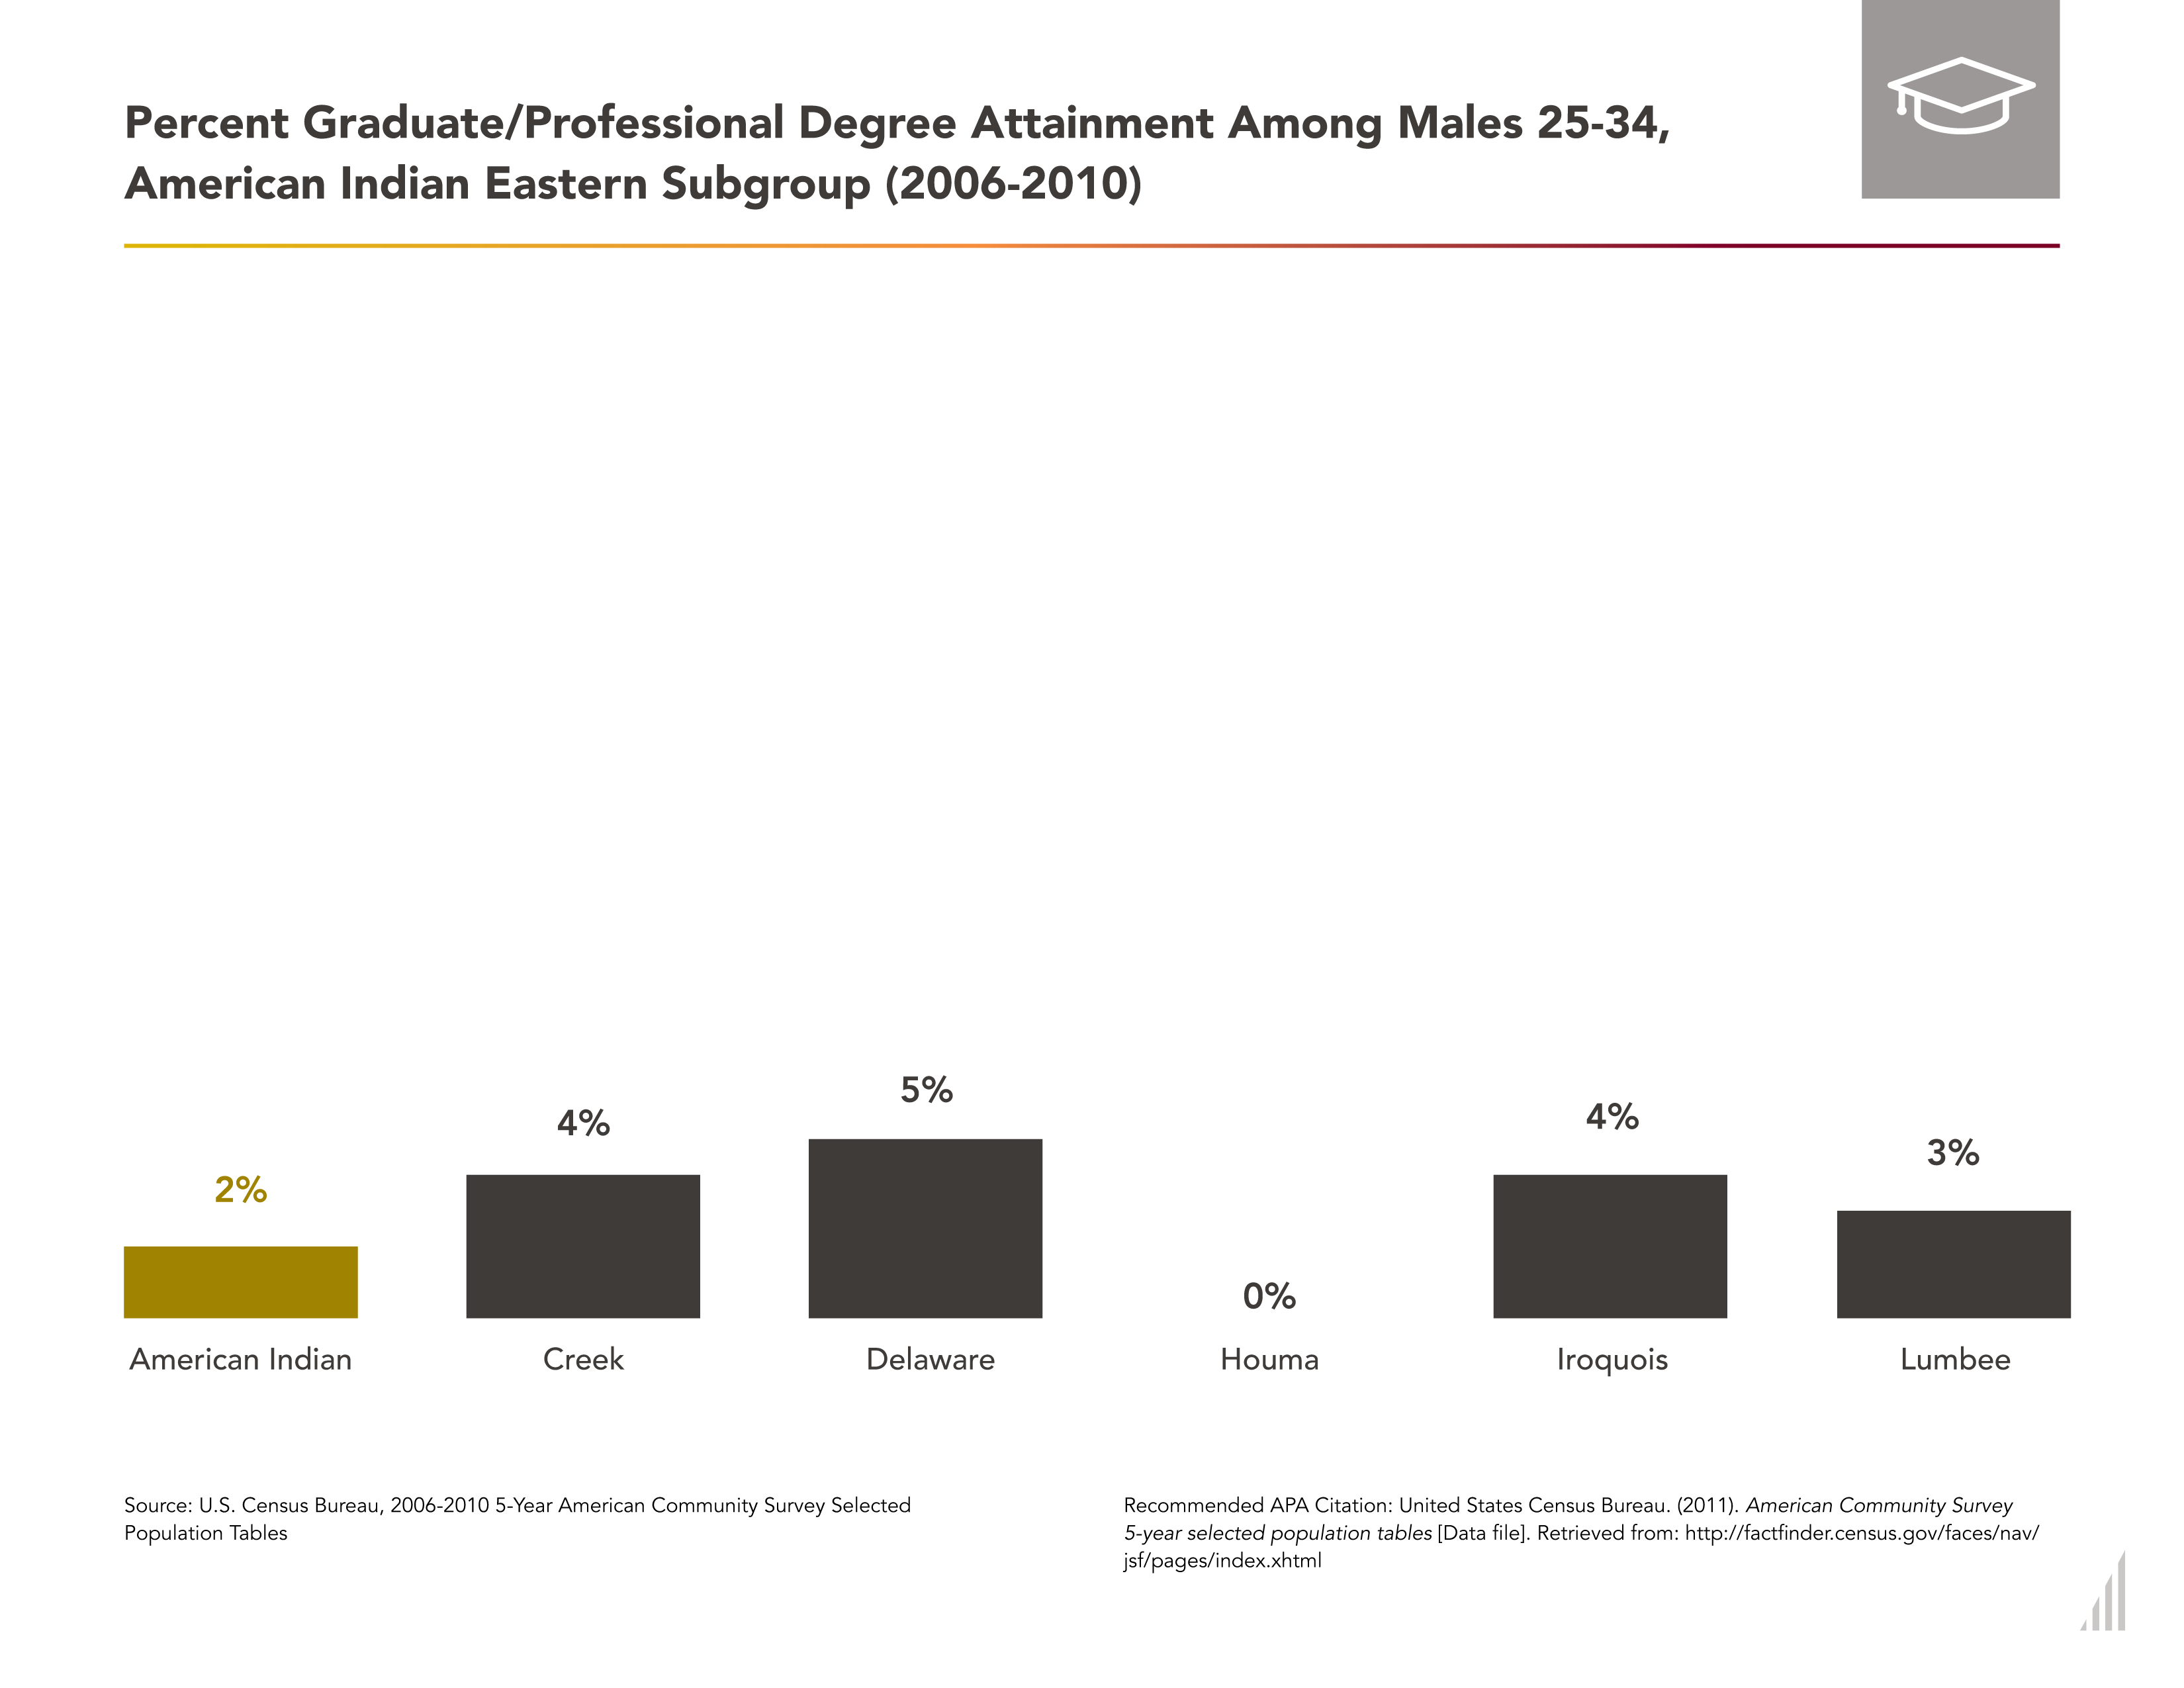 Percent Graduate/Professional Degree Attainment Among Males 25-34,
American Indian Eastern Subgroup (2006-2010)
2%
4%
5%
0%
4%
3%
American Indian
Creek
Delaware
Houma
Iroquois
Lumbee
Source: U.S. Census Bureau, 2006-2010 5-Year American Community Survey Selected
Population Tables
Recommended APA Citation: United States Census Bureau. (2011). American Community Survey
5-year selected population tables [Data file]. Retrieved from: http://factfinder.census.gov/faces/nav/
jsf/pages/index.xhtml